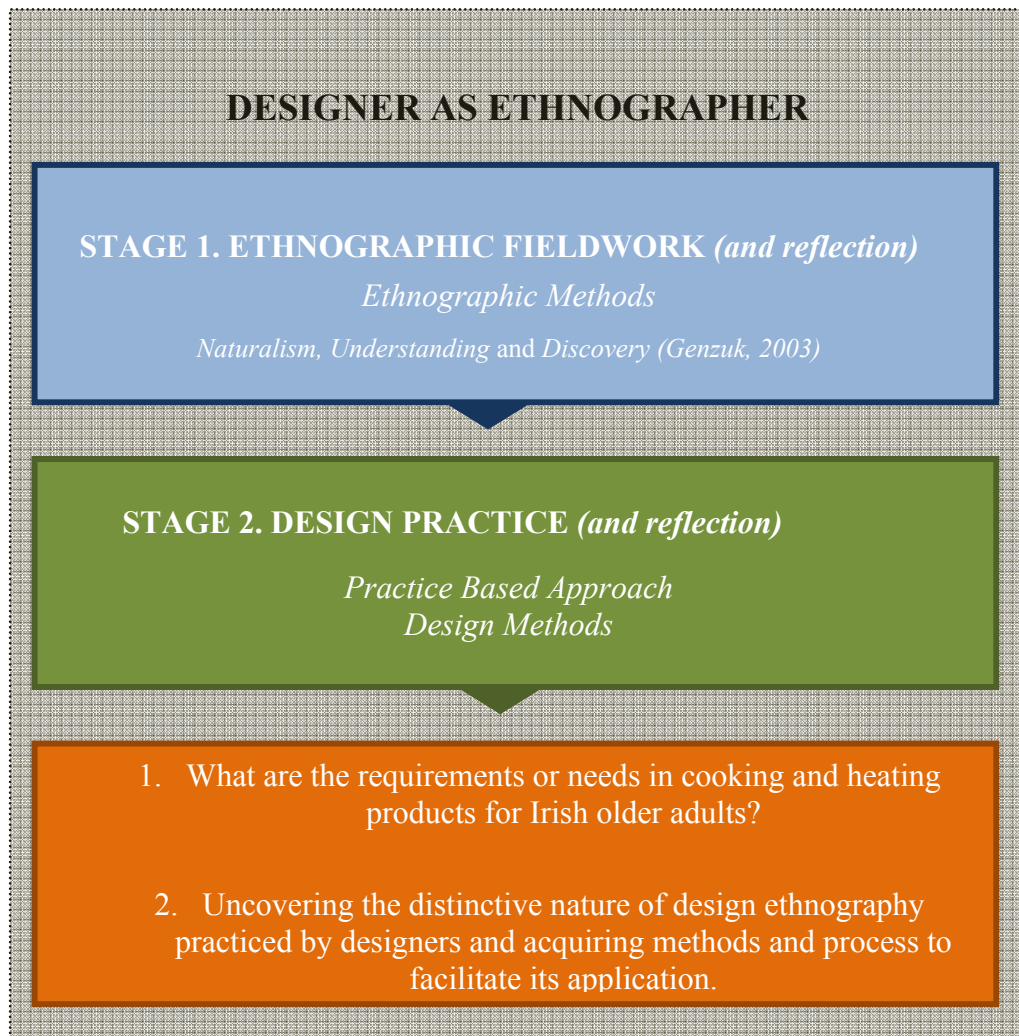 DESIGNER AS ETHNOGRAPHER
STAGE 1. ETHNOGRAPHIC FIELDWORK (and reflection)
Ethnographic Methods
Naturalism, Understanding and Discovery (Genzuk, 2003)
STAGE 2. DESIGN PRACTICE (and reflection)
Practice Based Approach
Design Methods
1. What are the requirements or needs in cooking and heating
products for Irish older adults?
2. Uncovering the distinctive nature of design ethnography
practiced by designers and acquiring methods and process to
facilitate its application.